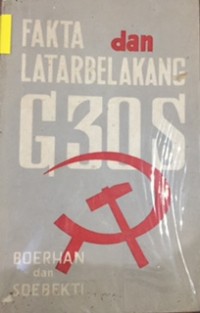 FAKTA dan
LATARBELAKANG
G30S
BOERHAN
dan
SOEBEKTI